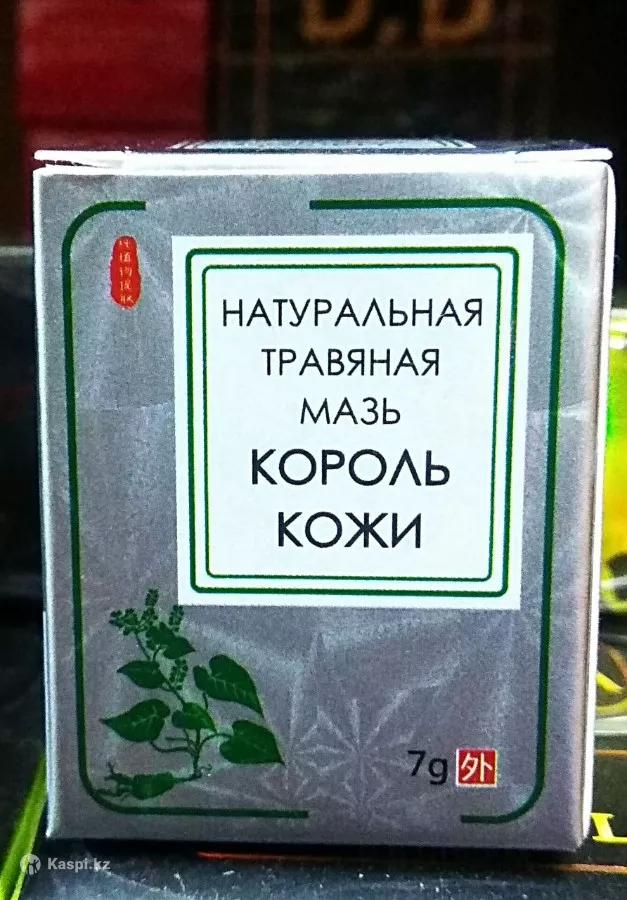 НАТУРАЛЬНАЯ
ТРАВЯНАЯ
МАЗЬ
КОРОЛЬ
КОЖИ
7g 外
Kaspi.kz